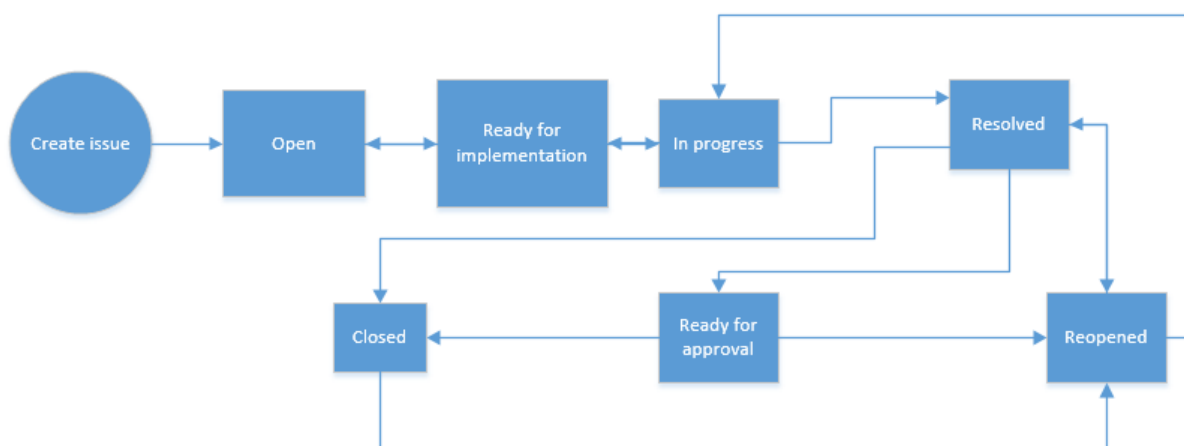 Create issue
Open
Ready for
implementation
In progress
Resolved
Closed
Ready for
approval
Reopened